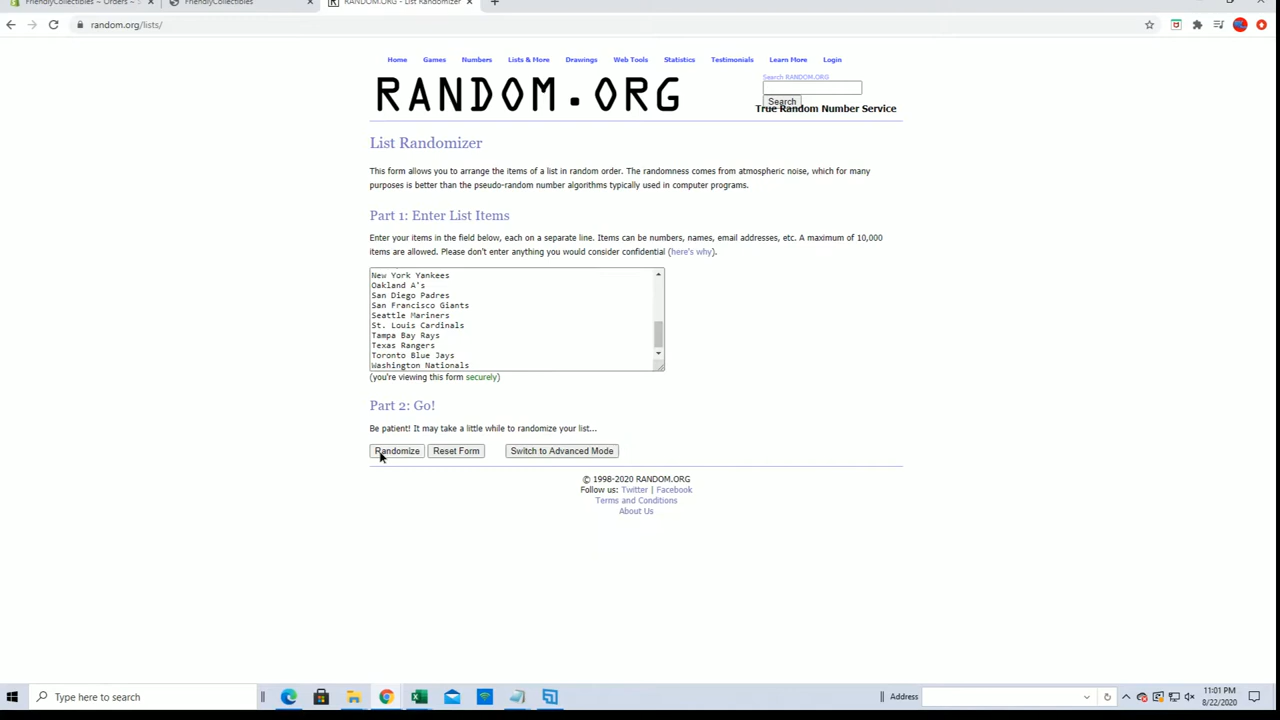 FriendlyCollectibles – Orders –
FriendlyCollectibles
RANDOM.ORG - List Randomizer
random.org/lists/
Home Games Numbers Lists & More Drawings Web Tools Statistics Testimonials Learn More Login
RANDOM.ORG
Search RANDOM.ORG
Search
True Random Number Service
List Randomizer
This form allows you to arrange the items of a list in random order. The randomness comes from atmospheric noise, which for many
purposes is better than the pseudo-random number algorithms typically used in computer programs.
Part 1: Enter List Items
Enter your items in the field below, each on a separate line. Items can be numbers, names, email addresses, etc. A maximum of 10,000
items are allowed. Please don't enter anything you would consider confidential (here's why).
New York Yankees
Oakland A's
San Diego Padres
San Francisco Giants
Seattle Mariners
St. Louis Cardinals
Tampa Bay Rays
Texas Rangers
Toronto Blue Jays
Washington Nationals
(you're viewing this form securely)
Part 2: Go!
Be patient! It may take a little while to randomize your list...
Randomize Reset Form Switch to Advanced Mode
© 1998-2020 RANDOM.ORG
Follow us: Twitter | Facebook
Terms and Conditions
About Us
Type here to search
Address
11:01 PM
8/22/2020